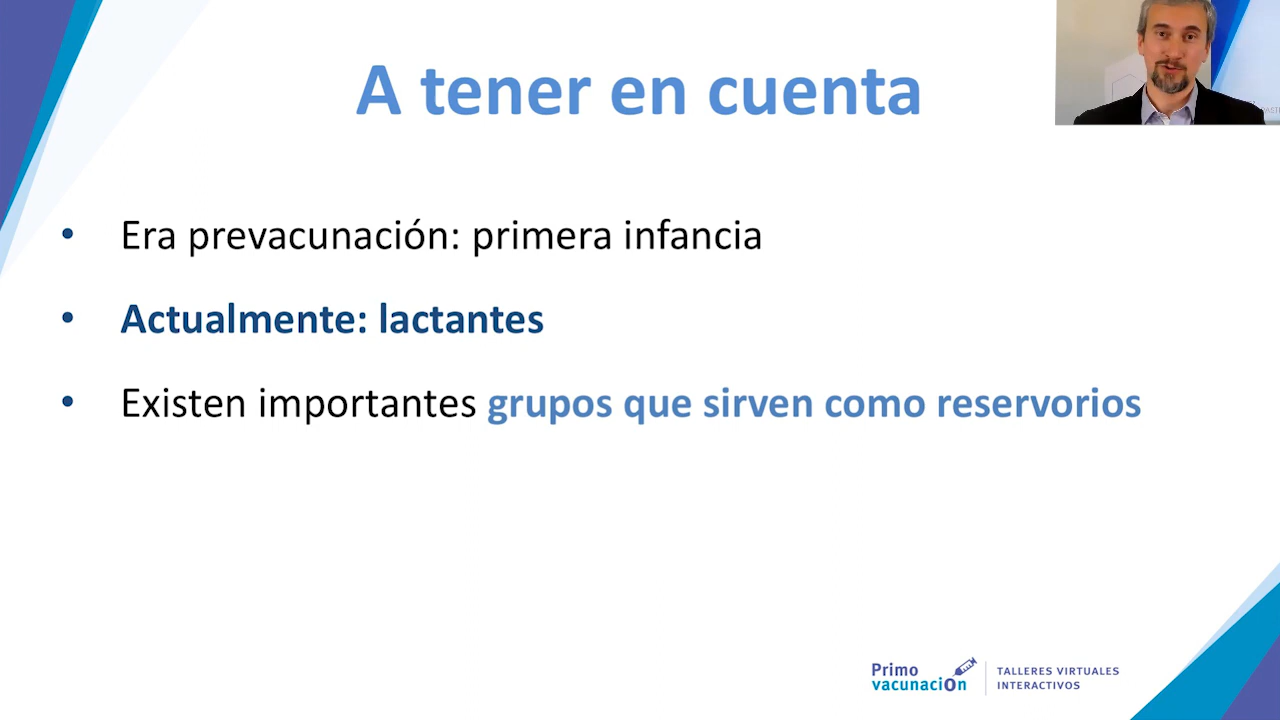 A tener en cuenta
• Era prevacunación: primera infancia
• Actualmente: lactantes
• Existen importantes grupos que sirven como reservorios
Primo
vacunación
TALLERES VIRTUALES
INTERACTIVOS